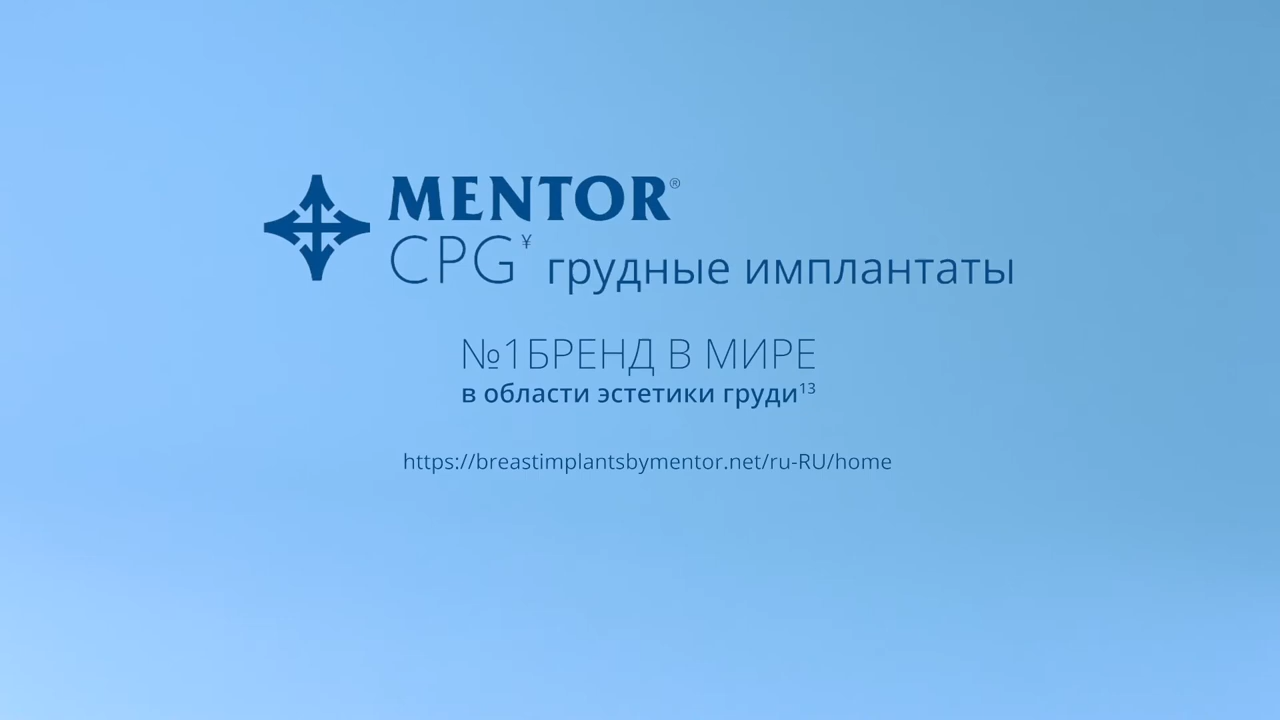 MENTOR®
CPG¥ грудные имплантаты
№1БРЕНД В МИРЕ
в области эстетики груди13
https://breastimplantsbymentor.net/ru-RU/home